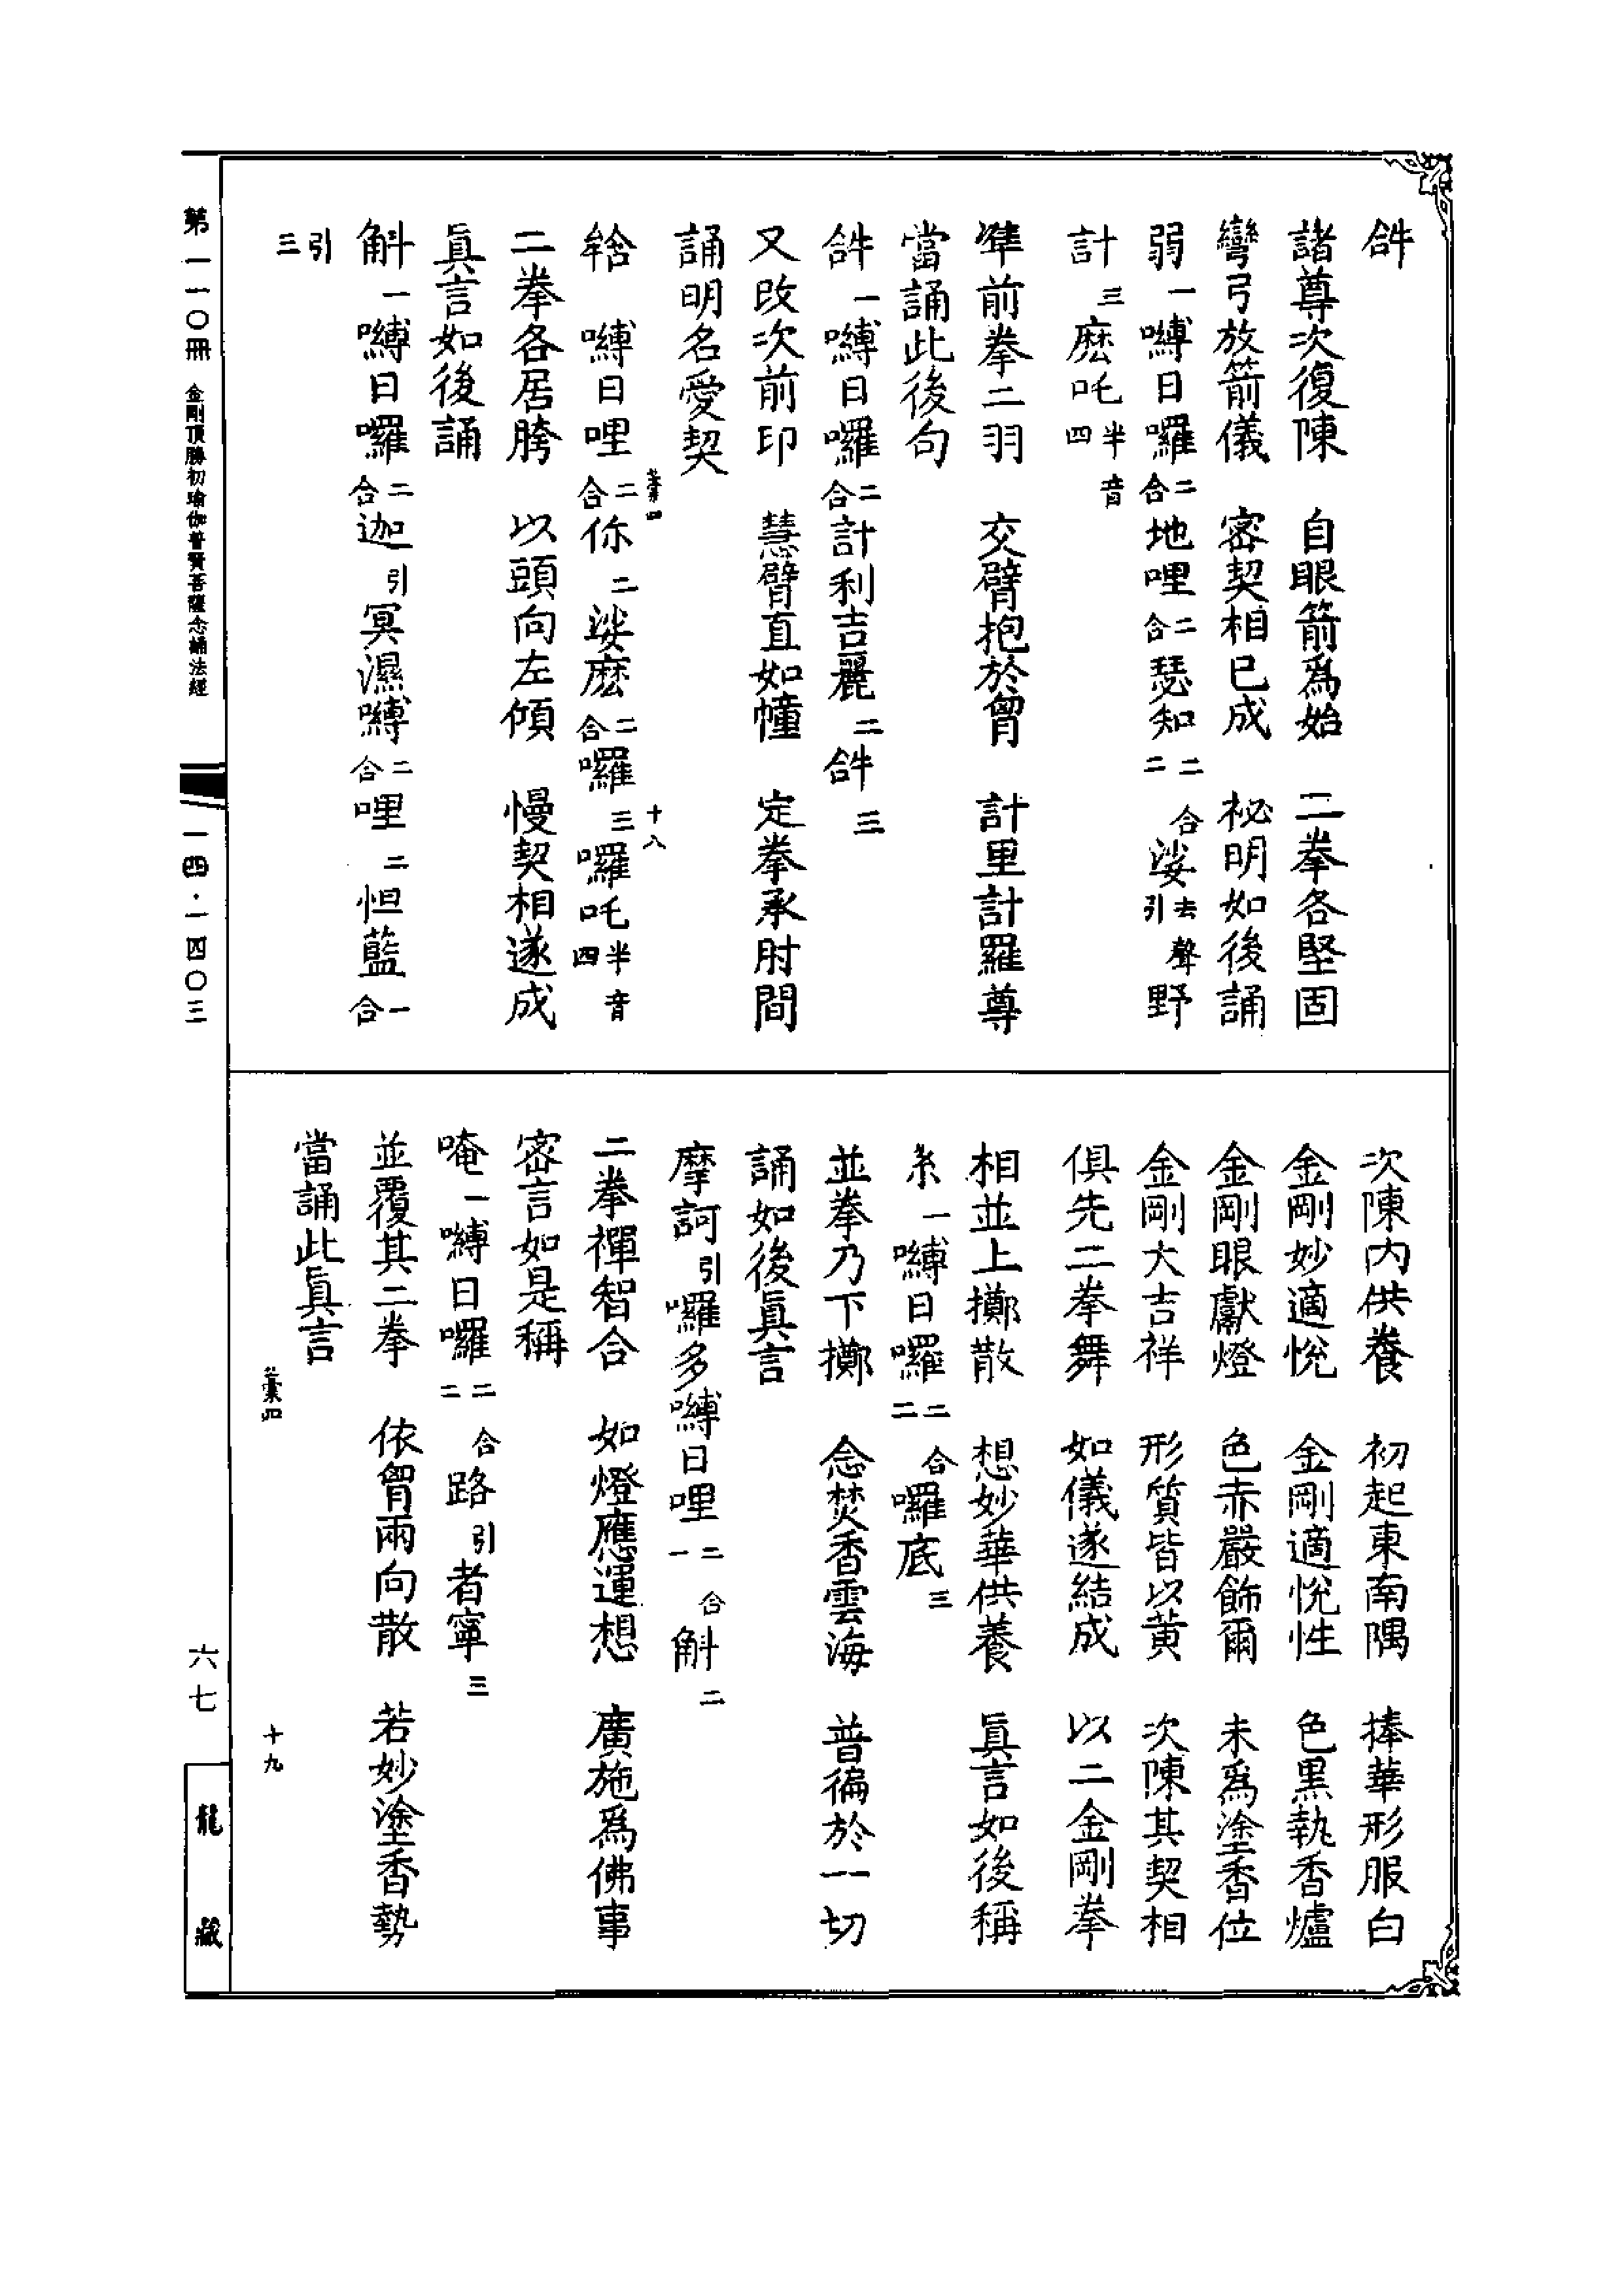 𤙖
諸尊次復陳　自眼箭爲始　二拳各堅固
彎弓放箭儀　密契相已成　祕明如後誦
弱一嚩日囉二合地哩二合瑟知二合二娑去聲引野
計三麽吒半音四
準前拳二羽　交臂抱於胷　計里計羅尊
當誦此後句
𤙖一嚩日囉二合計利吉麗二𤙖三
又改次前印　慧臂直如幢　定拳承肘間
誦明名愛契
䥈四
十八
嚩日哩二合你二娑麽二合囉三囉吒半音四
二拳各居胯　以頭向左傾　慢契相遂成
眞言如後誦
斛一嚩日囉二合迦引冥濕嚩二合哩二怛藍一合
引三
次陳内供養　初起東南隅　捧華形服白
金剛妙適悅　金剛適悅性　色黑執香爐
金剛眼獻燈　色赤嚴飾爾　未爲塗香位
金剛大吉祥　形質皆以黃　次陳其契相
俱先二拳舞　如儀遂結成　以二金剛拳
相並上擲散　想妙華供養　眞言如後稱
系一嚩日囉二合二囉底三
並拳乃下擲　念焚香雲海　普徧於一切
誦如後眞言
摩訶引囉多嚩日哩二合一斛二
二拳禪智合　如燈應運想　廣施爲佛事
密言如是稱
唵一嚩日囉二合二路引者寧三
並覆其二拳　依胷兩向散　若妙塗香勢
當誦此眞言
十九
第一一〇冊　金剛頂勝初瑜伽普賢菩薩念誦法經
一四·一四〇三
六七
龍藏